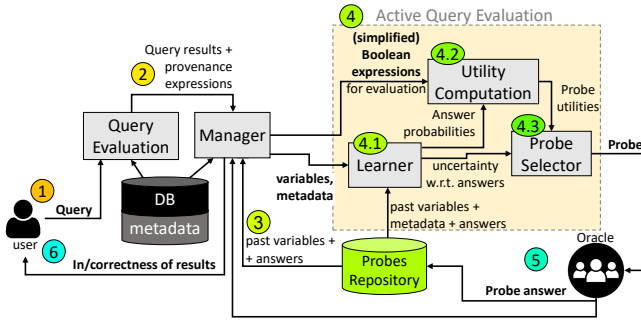 Active Query Evaluation
4
(simplified)
Boolean
expressions
for evaluation
4.2
Utility
Computation
Query results +
provenance
expressions
2
Query
Evaluation
Manager
Answer
probabilities
Probe
utilities
4.1
Learner
4.3
Probe
Selector
Probe
uncertainty
w.r.t. answers
variables,
metadata
1
Query
DB
metadata
user
6
In/correctness of results
3
past variables +
+ answers
past variables +
metadata + answers
Probes
Repository
5
Oracle
Probe answer